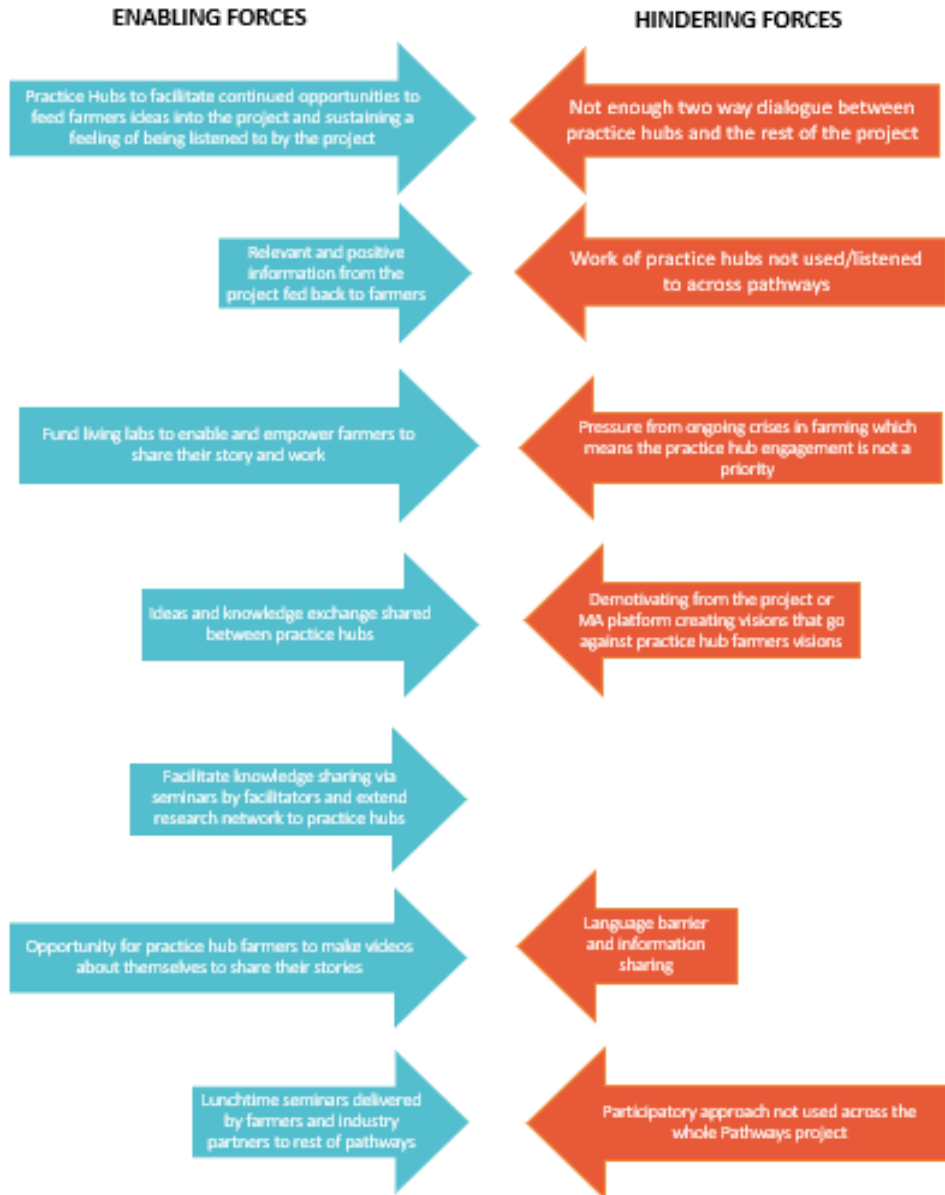 ENABLING FORCES
HINDERING FORCES
Practice Hubs to facilitate continued opportunities to
feed farmers ideas into the project and sustaining a
feeling of being listened to by the project
Not enough two way dialogue between
practice hubs and the rest of the project
Relevant and positive
information from the
project fed back to farmers
Work of practice hubs not used/listened
to across pathways
Fund living labs to enable and empower farmers to
share their story and work
Pressure from ongoing crises in farming which
means the practice hub engagement is not a
priority
Ideas and knowledge exchange shared
between practice hubs
Demotivating from the project or
MA platform creating visions that go
against practice hub farmers visions
Facilitate knowledge sharing via
seminars by facilitators and extend
research network to practice hubs
Opportunity for practice hub farmers to make videos
about themselves to share their stories
Language barrier
and information
sharing
Lunchtime seminars delivered
by farmers and industry
partners to rest of pathways
Participatory approach not used across the
whole Pathways project